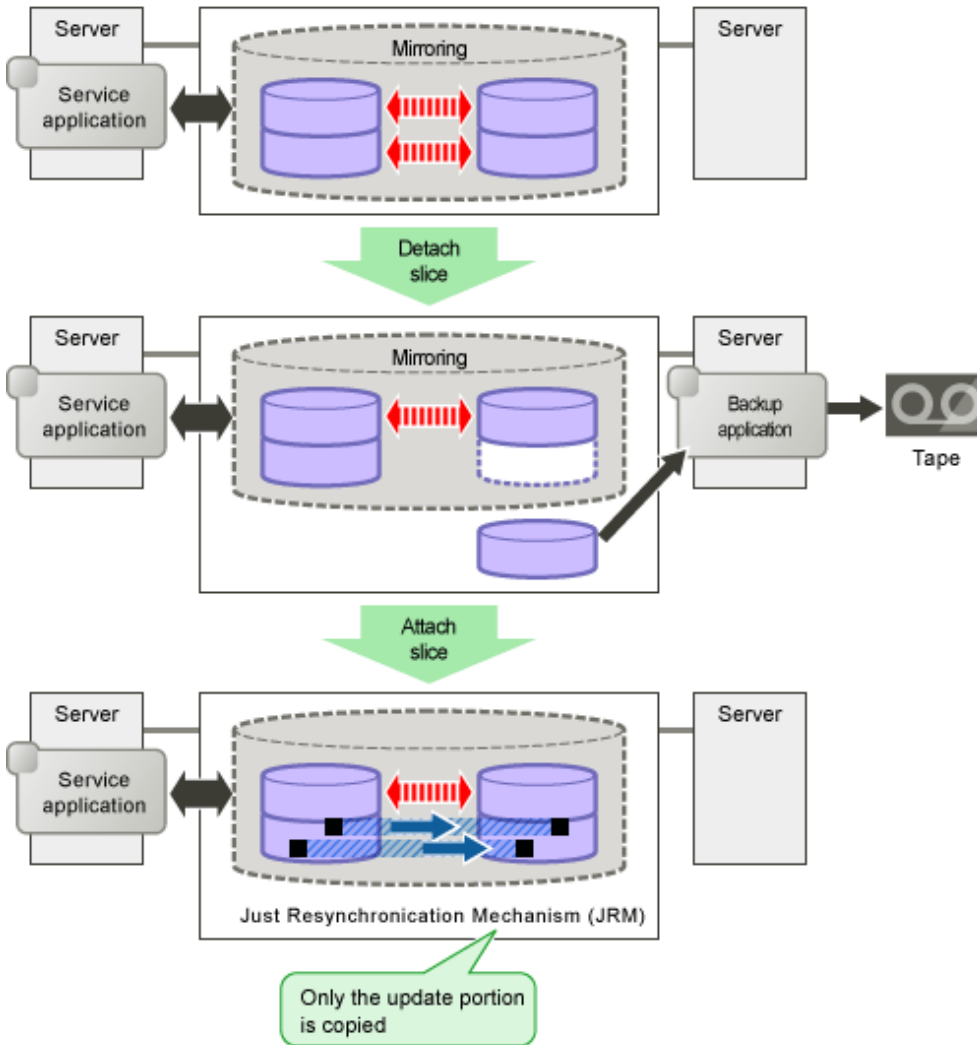 Server
Mirroring
Server
Service
application
Detach
slice
Server
Mirroring
Server
Service
application
Backup
application
Tape
Attach
slice
Server
Server
Service
application
Just Resynchronication Mechanism (JRM)
Only the update portion
is copied